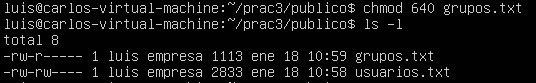 luis@carlos-virtual-machine:~/prac3/publico$ chmod 640 grupos.txt
luis@carlos-virtual-machine:~/prac3/publico$ ls -l
total 8
-rw-r----- 1 luis empresa 1113 ene 18 10:59 grupos.txt
-rw-rw-r-- 1 luis empresa 2833 ene 18 10:58 usuarios.txt